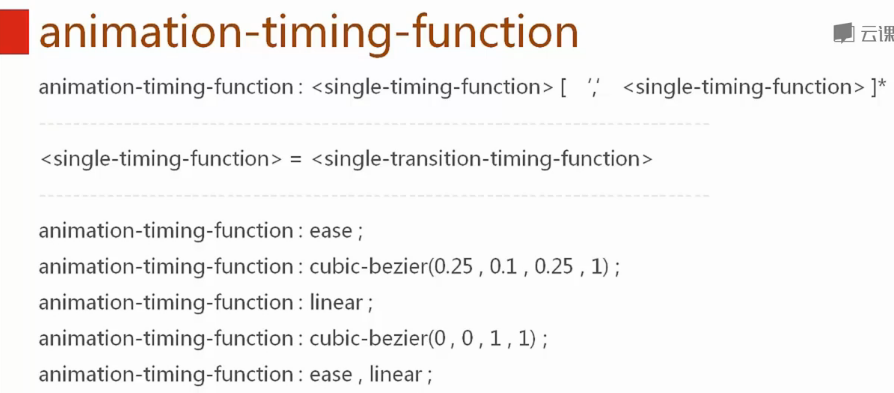 animation-timing-function
云课
animation-timing-function : <single-timing-function> [ ‘,‘ <single-timing-function> ]*
<single-timing-function> = <single-transition-timing-function>
animation-timing-function : ease ;
animation-timing-function : cubic-bezier(0.25 , 0.1 , 0.25 , 1) ;
animation-timing-function : linear ;
animation-timing-function : cubic-bezier(0 , 0 , 1 , 1) ;
animation-timing-function : ease , linear ;